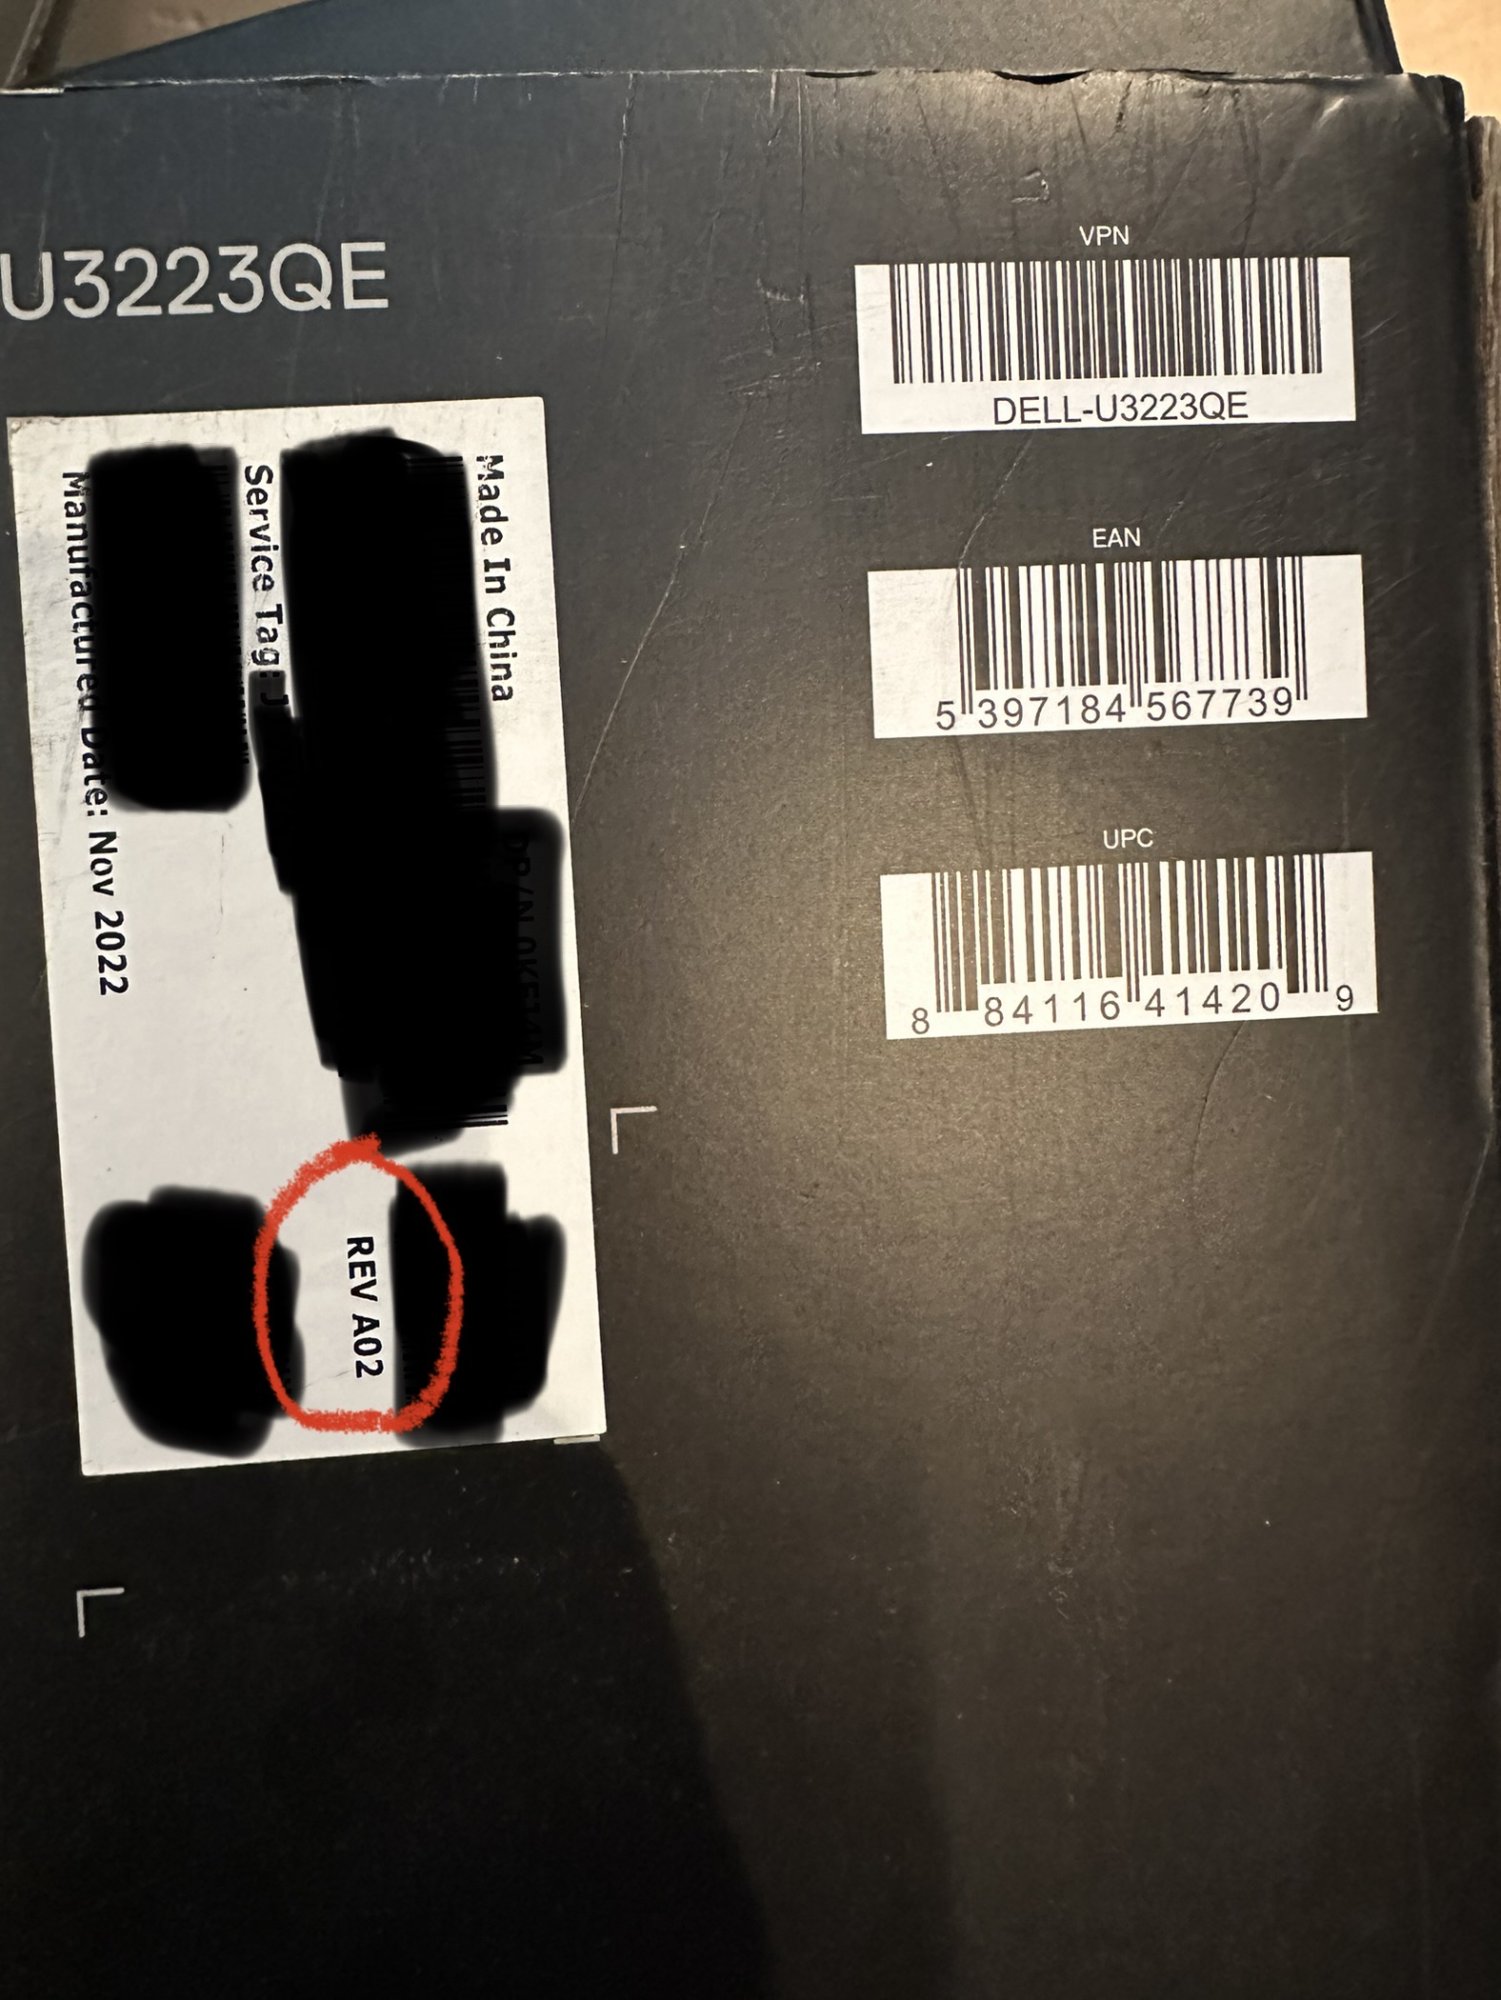 U3223QE
VPN
DELL-U3223QE
EAN
5 397184 567739
UPC
8 84116 41420 9
Made In China
Service Tag: J
Manufactured Date: Nov 2022
REV A02